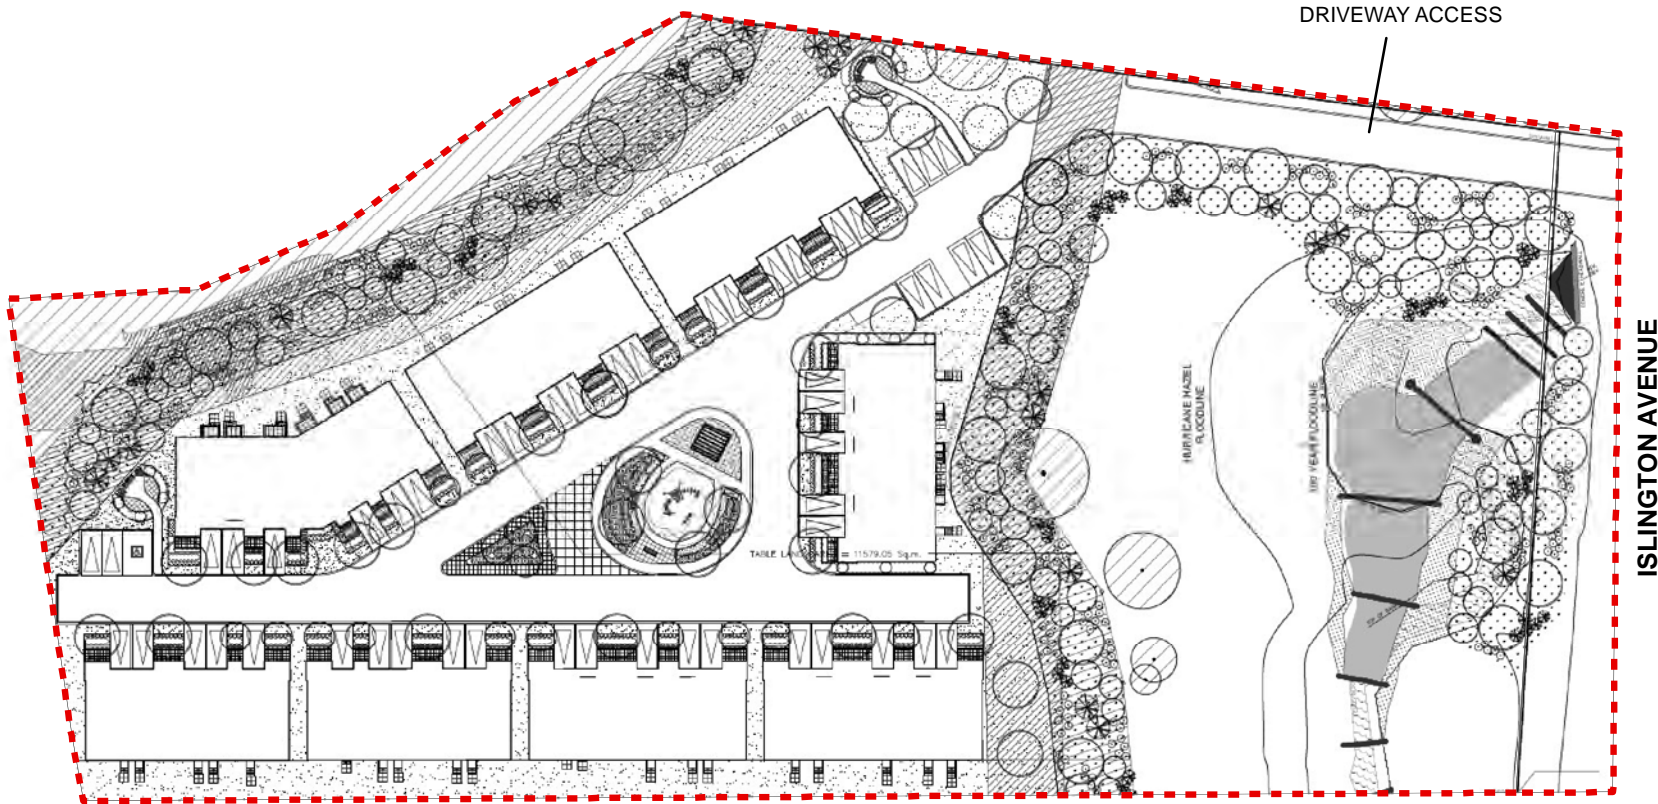 DRIVEWAY ACCESS
HURRICANE HAZEL
FLOODLINE
100 YEAR FLOODLINE
ISLINGTON AVENUE
TABLE LAND
= 11579.05 Sq.m.